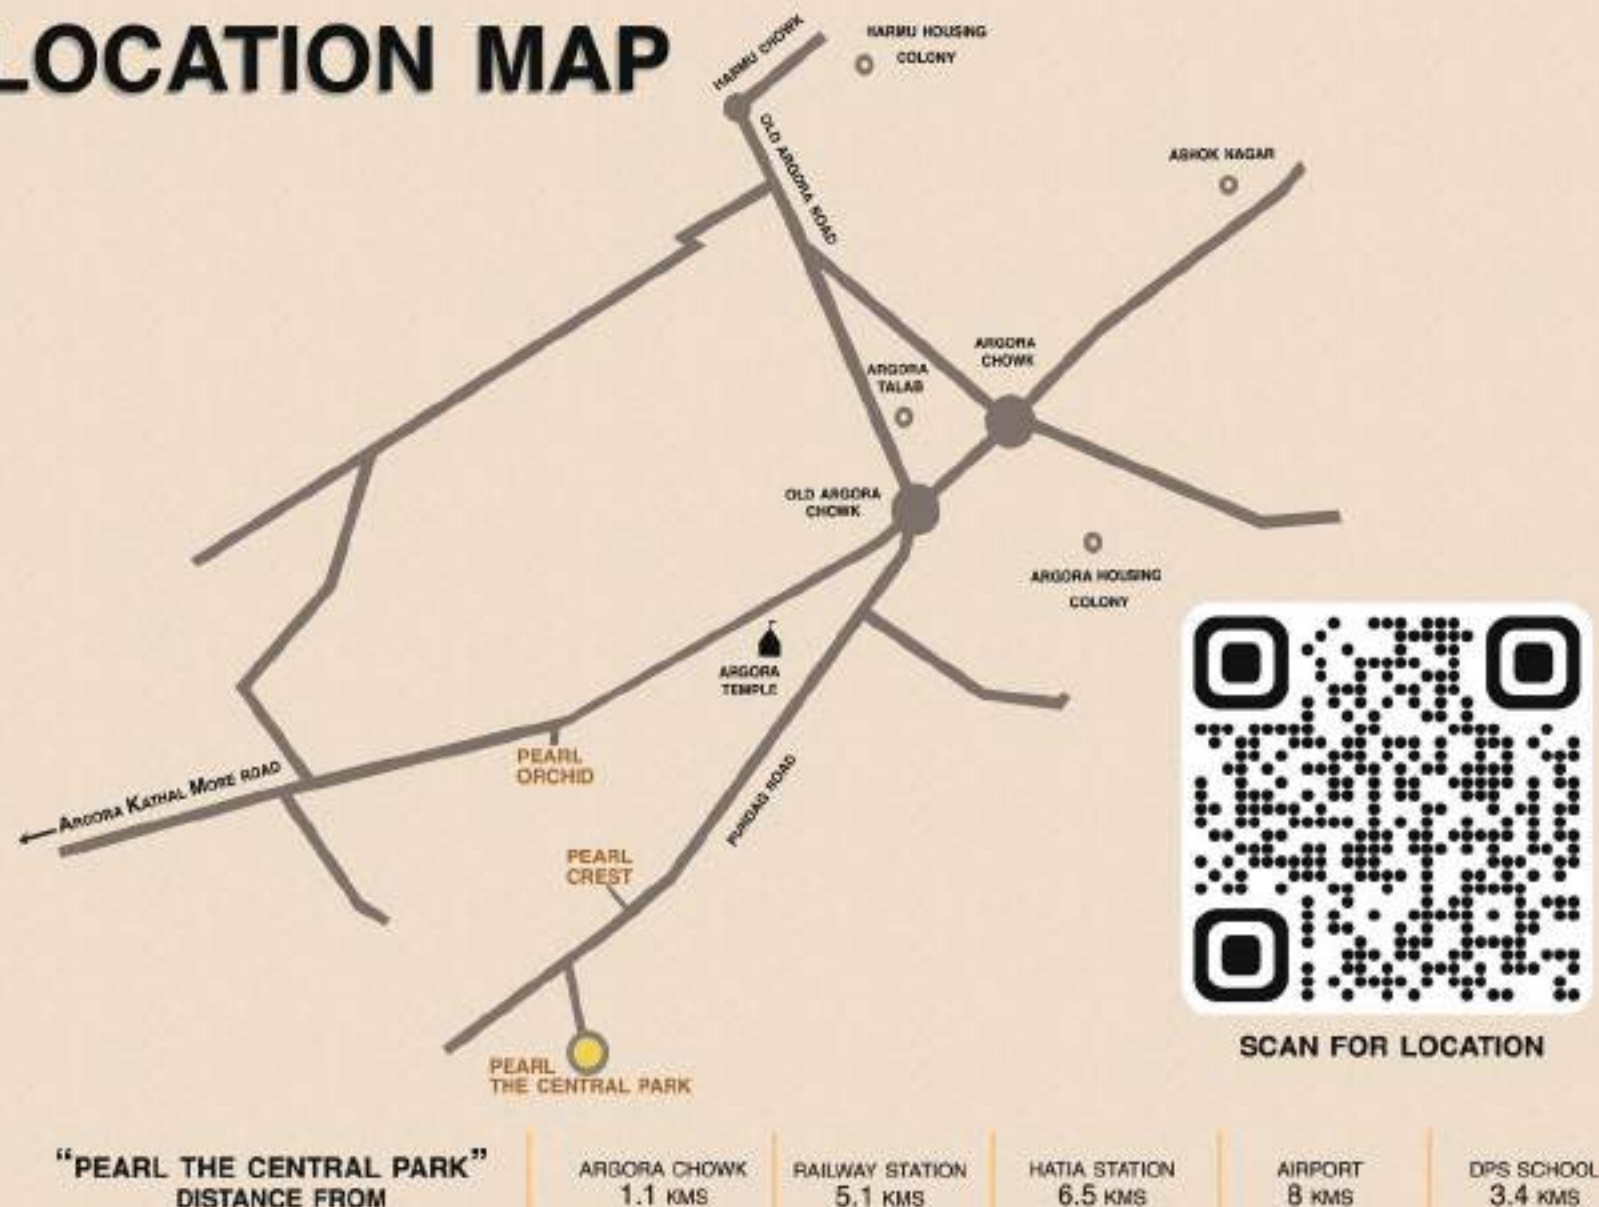 LOCATION MAP
HARMU CHOWK
HARMU HOUSING
COLONY
OLD ARGORA ROAD
ASHOK NAGAR
ARGORA
CHOWK
ARGORA
TALAB
OLD ARGORA
CHOWK
ARGORA HOUSING
COLONY
ARGORA
TEMPLE
PEARL
ORCHID
ARGORA KATHAL MORE ROAD
PUNDAG ROAD
PEARL
CREST
PEARL
THE CENTRAL PARK
SCAN FOR LOCATION
"PEARL THE CENTRAL PARK"
DISTANCE FROM
ARGORA CHOWK
1.1 KMS
RAILWAY STATION
5.1 KMS
HATIA STATION
6.5 KMS
AIRPORT
8 KMS
DPS SCHOOL
3.4 KMS